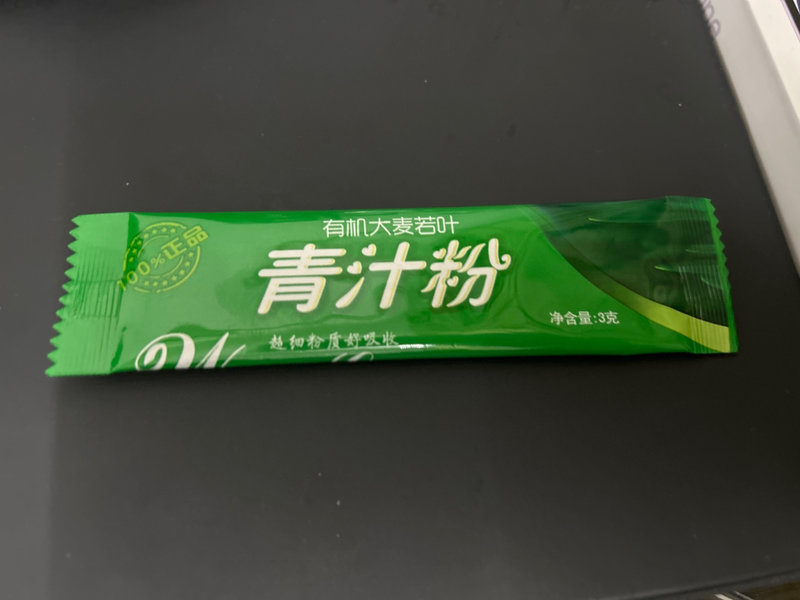 有机大麦若叶
100%正品
青汁粉
净含量:3克
超细粉质好吸收